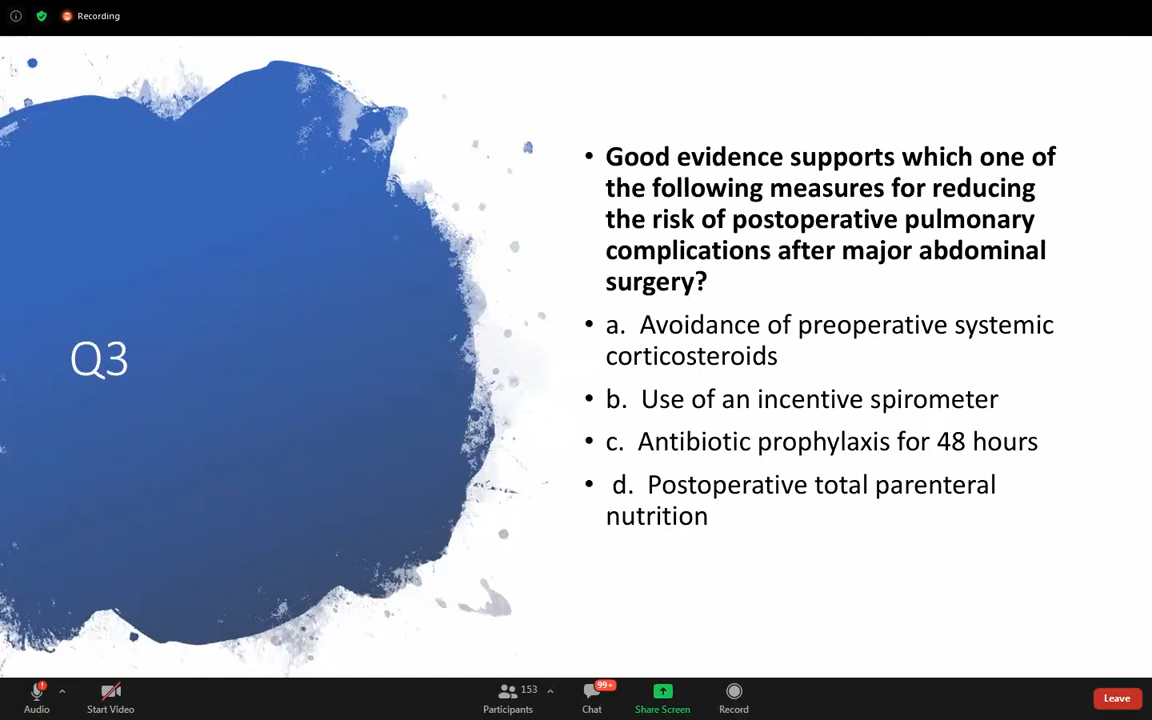 Recording
Q3
• Good evidence supports which one of
the following measures for reducing
the risk of postoperative pulmonary
complications after major abdominal
surgery?
• a.  Avoidance of preoperative systemic
corticosteroids
• b.  Use of an incentive spirometer
• c.  Antibiotic prophylaxis for 48 hours
• d.  Postoperative total parenteral
nutrition
Audio
Start Video
153
Participants
99+
Chat
Share Screen
Record
Leave